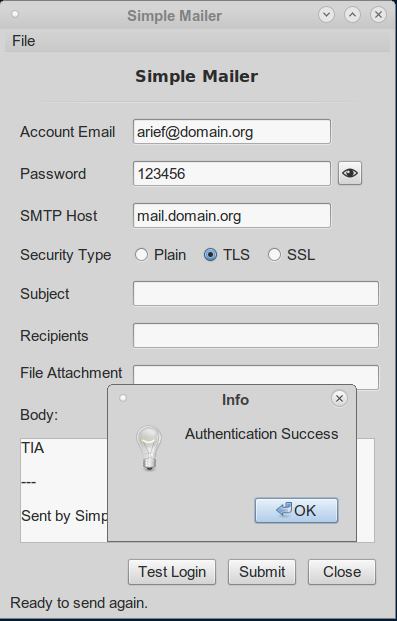 Simple Mailer
File
Simple Mailer
Account Email arief@domain.org
Password 123456
SMTP Host mail.domain.org
Security Type Plain TLS SSL
Subject
Recipients
File Attachment
Info
Authentication Success
OK
Body:
TIA
---
Sent by Simp
Test Login Submit Close
Ready to send again.